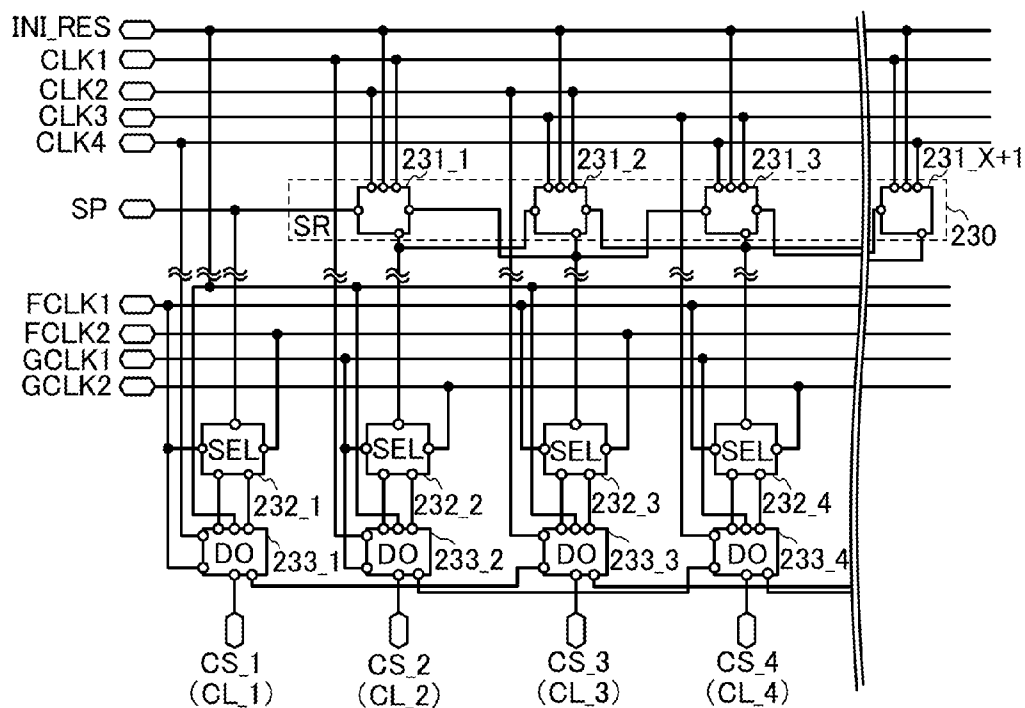 INI_RES
CLK1
CLK2
CLK3
CLK4
231_1
231_2
231_3
231_X+1
SP
SR
230
FCLK1
FCLK2
GCLK1
GCLK2
SEL
SEL
SEL
SEL
232_1
232_2
232_3
232_4
DO
DO
DO
DO
233_1
233_2
233_3
233_4
CS_1
(CL_1)
CS_2
(CL_2)
CS_3
(CL_3)
CS_4
(CL_4)